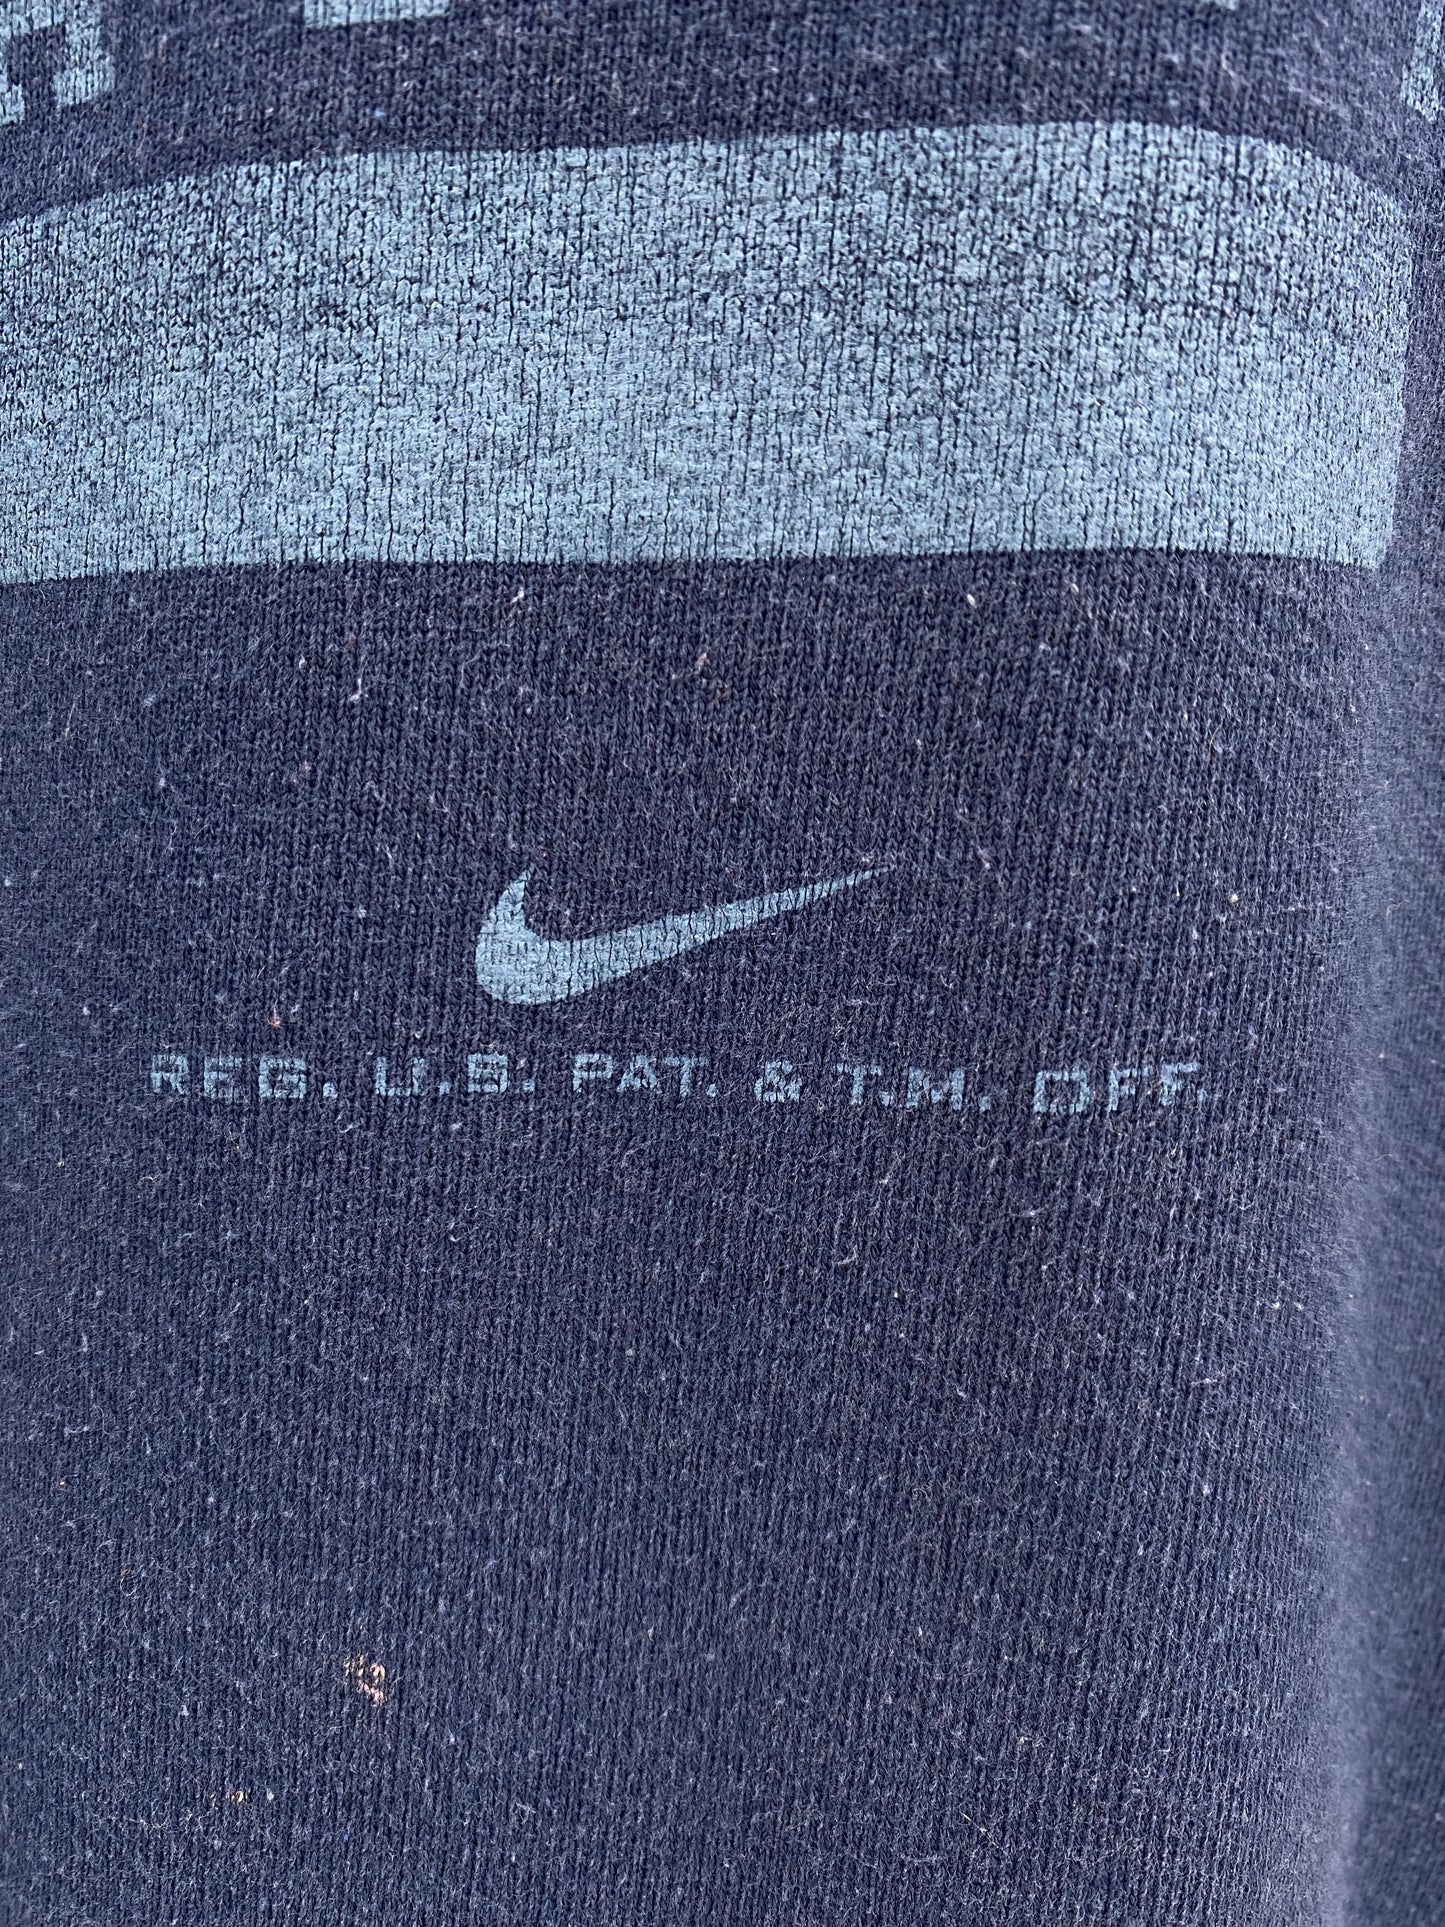 REG. U.S. PAT. & T.M. OFF.